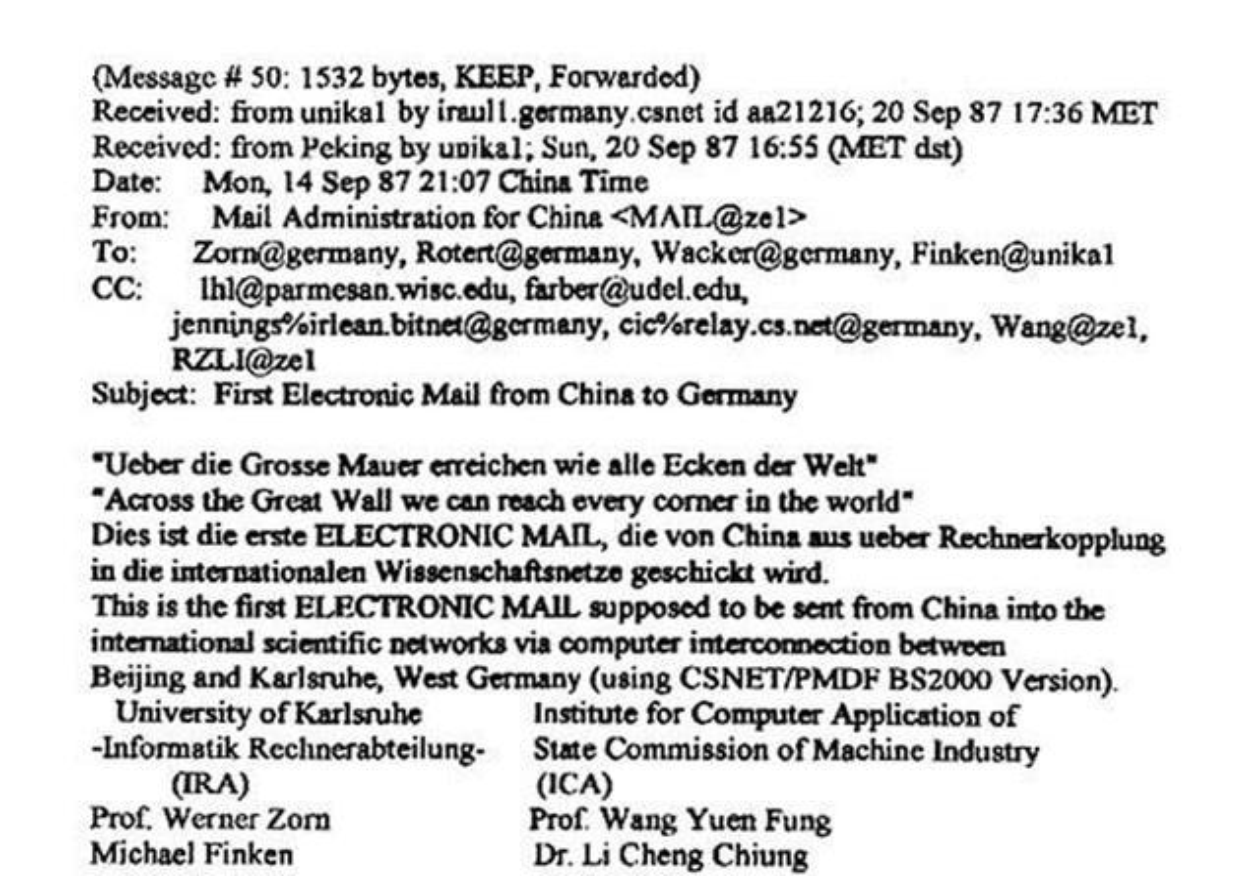 (Message # 50: 1532 bytes, KEEP, Forwarded)
Received: from unika1 by iraul1.germany.csnet id aa21216; 20 Sep 87 17:36 MET
Received: from Peking by unika1; Sun, 20 Sep 87 16:55 (MET dst)
Date: Mon, 14 Sep 87 21:07 China Time
From: Mail Administration for China <MAIL@ze1>
To: Zorn@germany, Rotert@germany, Wacker@germany, Finken@unika1
CC: lhl@parmesan.wisc.edu, farber@udel.edu,
jennings%irlean.bitnet@germany, cic%relay.cs.net@germany, Wang@ze1,
RZLI@ze1
Subject: First Electronic Mail from China to Germany
"Ueber die Grosse Mauer erreichen wie alle Ecken der Welt"
"Across the Great Wall we can reach every corner in the world"
Dies ist die erste ELECTRONIC MAIL, die von China aus ueber Rechnerkopplung
in die internationalen Wissenschaftsnetze geschickt wird.
This is the first ELECTRONIC MAIL supposed to be sent from China into the
international scientific networks via computer interconnection between
Beijing and Karlsruhe, West Germany (using CSNET/PMDF BS2000 Version).
University of Karlsruhe Institute for Computer Application of
-Informatik Rechnerabteilung- State Commission of Machine Industry
(IRA) (ICA)
Prof. Werner Zorn Prof. Wang Yuen Fung
Michael Finken Dr. Li Cheng Chiung